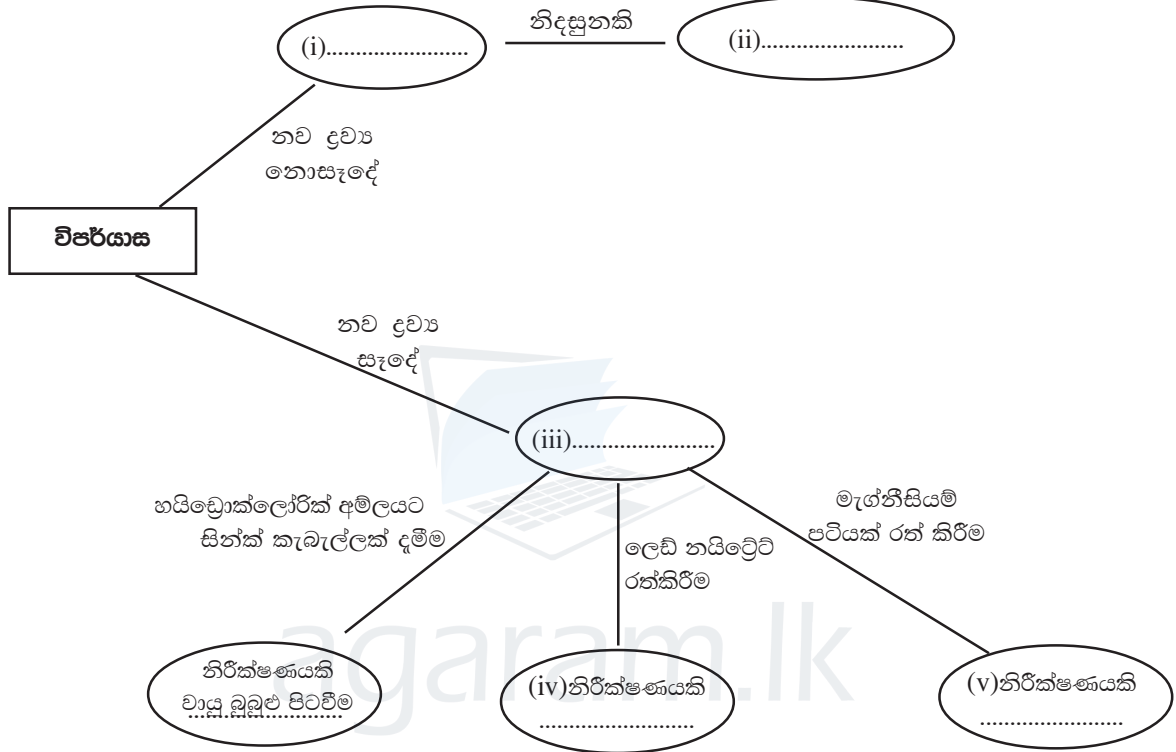 (i)........................
නිදසුනකි
(ii)........................
නව ද්‍රව්‍ය
නොසෑදේ
විපර්යාස
නව ද්‍රව්‍ය
සෑදේ
(iii)........................
හයිඩ්‍රොක්ලෝරික් අම්ලයට
සින්ක් කැබැල්ලක් දැමීම
ලෙඩ් නයිට්‍රේට්
රත්කිරීම
මැග්නීසියම්
පටියක් රත් කිරීම
නිරීක්ෂණයකි
වායු බුබුළු පිටවීම
..........................
(iv)නිරීක්ෂණයකි
..........................
(v)නිරීක්ෂණයකි
........................
agaram.lk